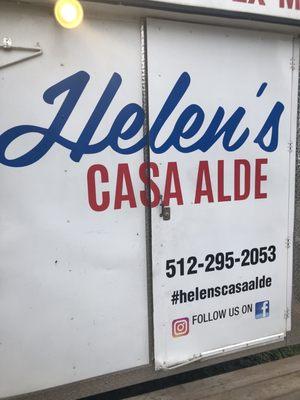 Helen's
CASA ALDE
512-295-2053
#helenscasaalde
FOLLOW US ON